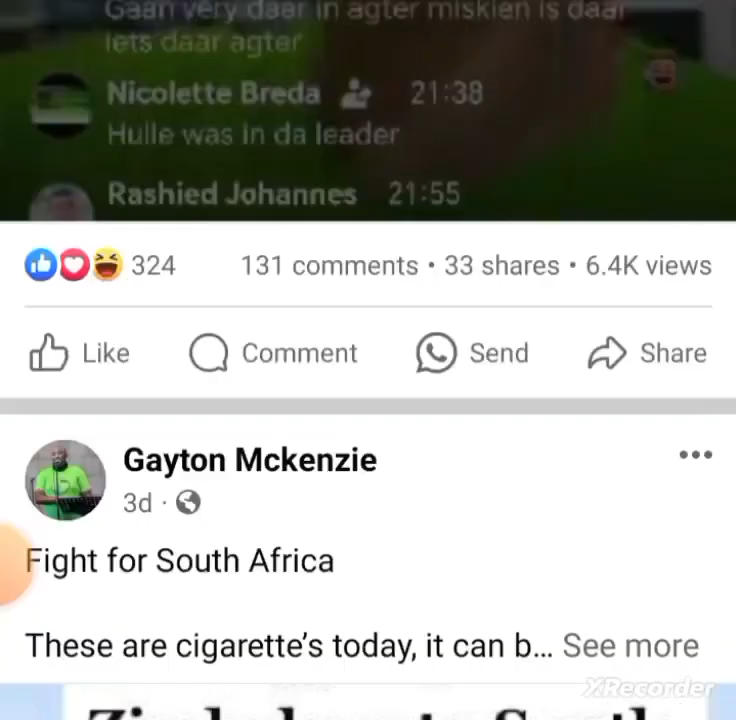 Gaan very daar in agter miskien is daar
iets daar agter
Nicolette Breda 21:38
Hulle was in da leader
Rashied Johannes 21:55
324 131 comments • 33 shares • 6.4K views
Like Comment Send Share
Gayton Mckenzie
3d ·
Fight for South Africa
These are cigarette’s today, it can b... See more
XRecorder